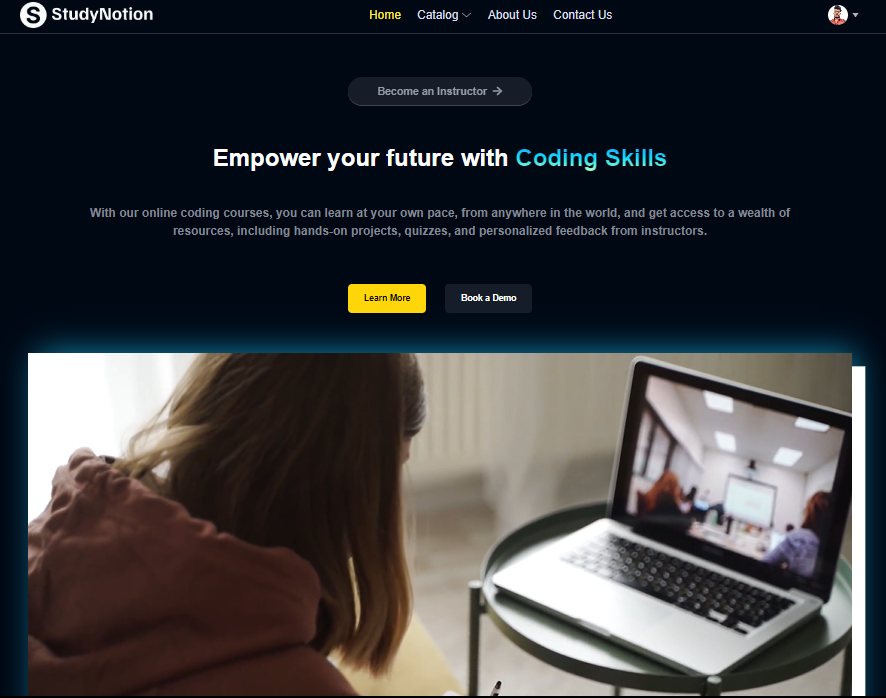 S StudyNotion
Home Catalog About Us Contact Us
Become an Instructor →
Empower your future with Coding Skills
With our online coding courses, you can learn at your own pace, from anywhere in the world, and get access to a wealth of
resources, including hands-on projects, quizzes, and personalized feedback from instructors.
Learn More Book a Demo